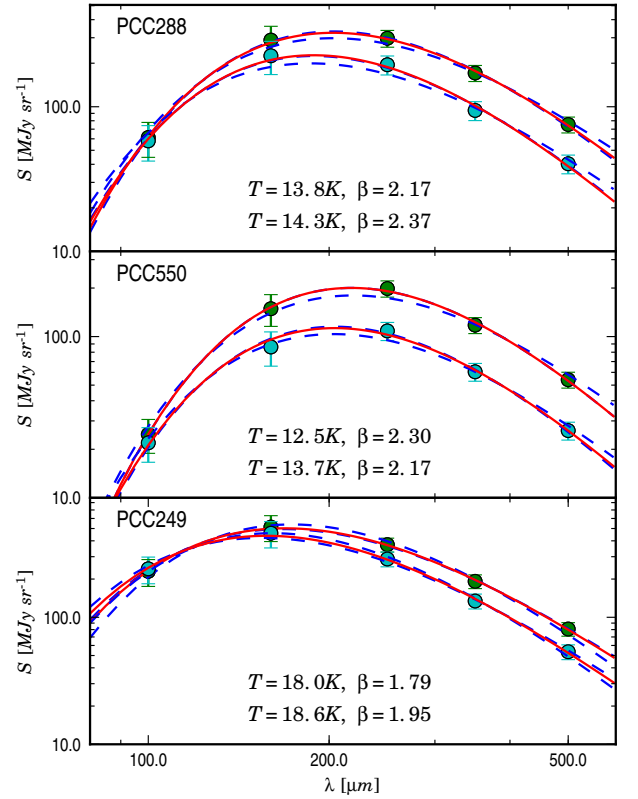 PCC288
S [MJy sr⁻¹]
100.0
10.0
T=13.8K, β=2.17
T=14.3K, β=2.37
PCC550
S [MJy sr⁻¹]
100.0
10.0
T=12.5K, β=2.30
T=13.7K, β=2.17
PCC249
S [MJy sr⁻¹]
100.0
10.0
T=18.0K, β=1.79
T=18.6K, β=1.95
100.0 200.0 500.0
λ [μm]